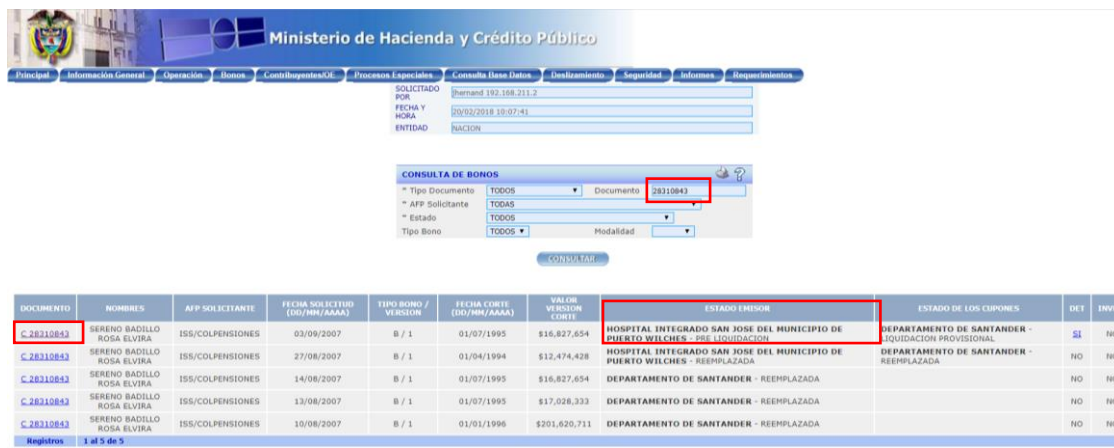 Ministerio de Hacienda y Crédito Público
Principal Información General Operación Bonos Contribuyentes/OE Procesos Especiales Consulta Base Datos Deslizamiento Seguridad Informes Requerimientos
SOLICITADO POR jhernand 192.168.211.2
FECHA Y HORA 20/02/2018 10:07:41
ENTIDAD NACION
CONSULTA DE BONOS
* Tipo Documento TODOS Documento 28310843
* AFP Solicitante TODAS
* Estado TODOS
Tipo Bono TODOS Modalidad
CONSULTAR
DOCUMENTO NOMBRES AFP SOLICITANTE FECHA SOLICITUD (DD/MM/AAAA) TIPO BONO / VERSION FECHA CORTE (DD/MM/AAAA) VALOR VERSION CORTE ESTADO EMISOR ESTADO DE LOS CUPONES DET
C 28310843 SERENO BADILLO ROSA ELVIRA ISS/COLPENSIONES 03/09/2007 B / 1 01/07/1995 $16,827,654 HOSPITAL INTEGRADO SAN JOSE DEL MUNICIPIO DE PUERTO WILCHES - PRE LIQUIDACION DEPARTAMENTO DE SANTANDER - LIQUIDACION PROVISIONAL SI
C 28310843 SERENO BADILLO ROSA ELVIRA ISS/COLPENSIONES 27/08/2007 B / 1 01/04/1994 $12,474,428 HOSPITAL INTEGRADO SAN JOSE DEL MUNICIPIO DE PUERTO WILCHES - REEMPLAZADA DEPARTAMENTO DE SANTANDER - REEMPLAZADA NO
C 28310843 SERENO BADILLO ROSA ELVIRA ISS/COLPENSIONES 14/08/2007 B / 1 01/07/1995 $16,827,654 DEPARTAMENTO DE SANTANDER - REEMPLAZADA NO
C 28310843 SERENO BADILLO ROSA ELVIRA ISS/COLPENSIONES 13/08/2007 B / 1 01/07/1995 $17,028,333 DEPARTAMENTO DE SANTANDER - REEMPLAZADA NO
C 28310843 SERENO BADILLO ROSA ELVIRA ISS/COLPENSIONES 10/08/2007 B / 1 01/01/1996 $201,620,711 DEPARTAMENTO DE SANTANDER - REEMPLAZADA NO
Registros 1 al 5 de 5